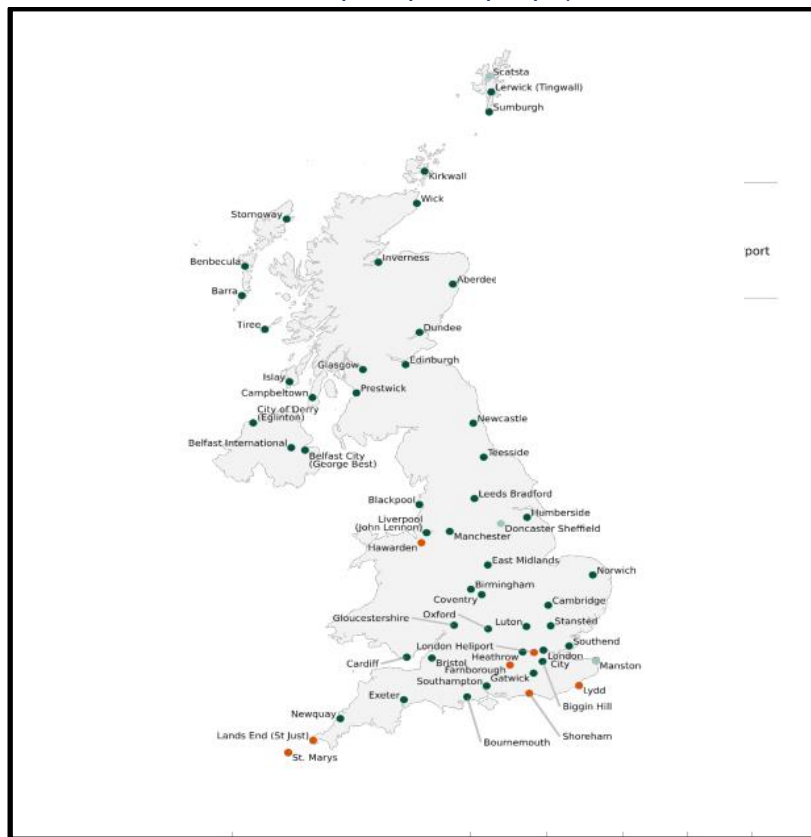 Scatsta
Lerwick (Tingwall)
Sumburgh
Kirkwall
Wick
Stornoway
Inverness
Benbecula
port
Aberdee
Barra
Tiree
Dundee
Edinburgh
Glasgow
Islay
Prestwick
Campbeltown
City of Derry
(Eglinton)
Newcastle
Belfast International
Belfast City
(George Best)
Teesside
Leeds Bradford
Blackpool
Humberside
Liverpool
(John Lennon)
Doncaster Sheffield
Manchester
Hawarden
East Midlands
Norwich
Birmingham
Coventry
Cambridge
Oxford
Gloucestershire
Luton
Stansted
London Heliport
Southend
Heathrow
London
City
Cardiff
Bristol
Farnborough
Manston
Gatwick
Southampton
Lydd
Exeter
Biggin Hill
Newquay
Shoreham
Lands End (St Just)
Bournemouth
St. Marys